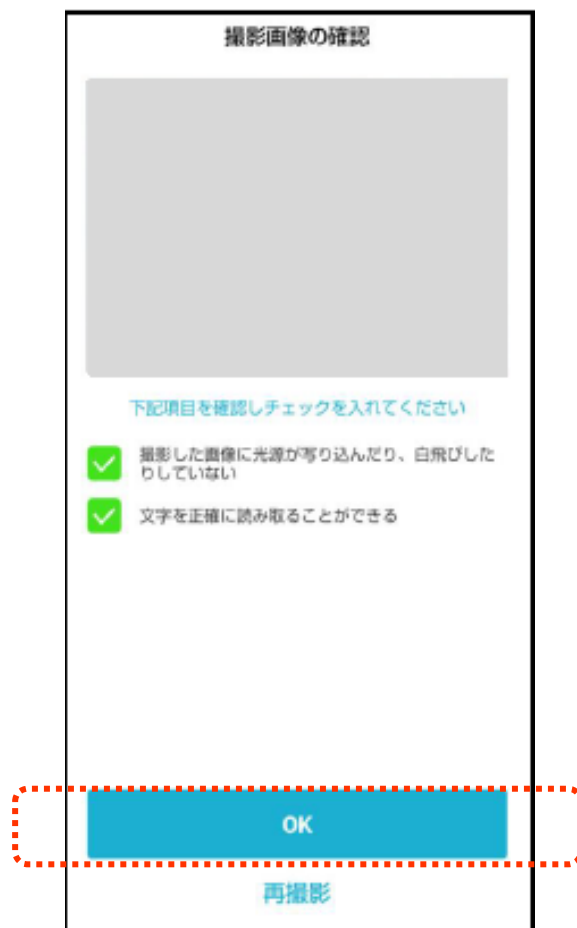 撮影画像の確認
下記項目を確認しチェックを入れてください
撮影した画像に光源が写り込んだり、白飛びした
りしていない
文字を正確に読み取ることができる
OK
再撮影